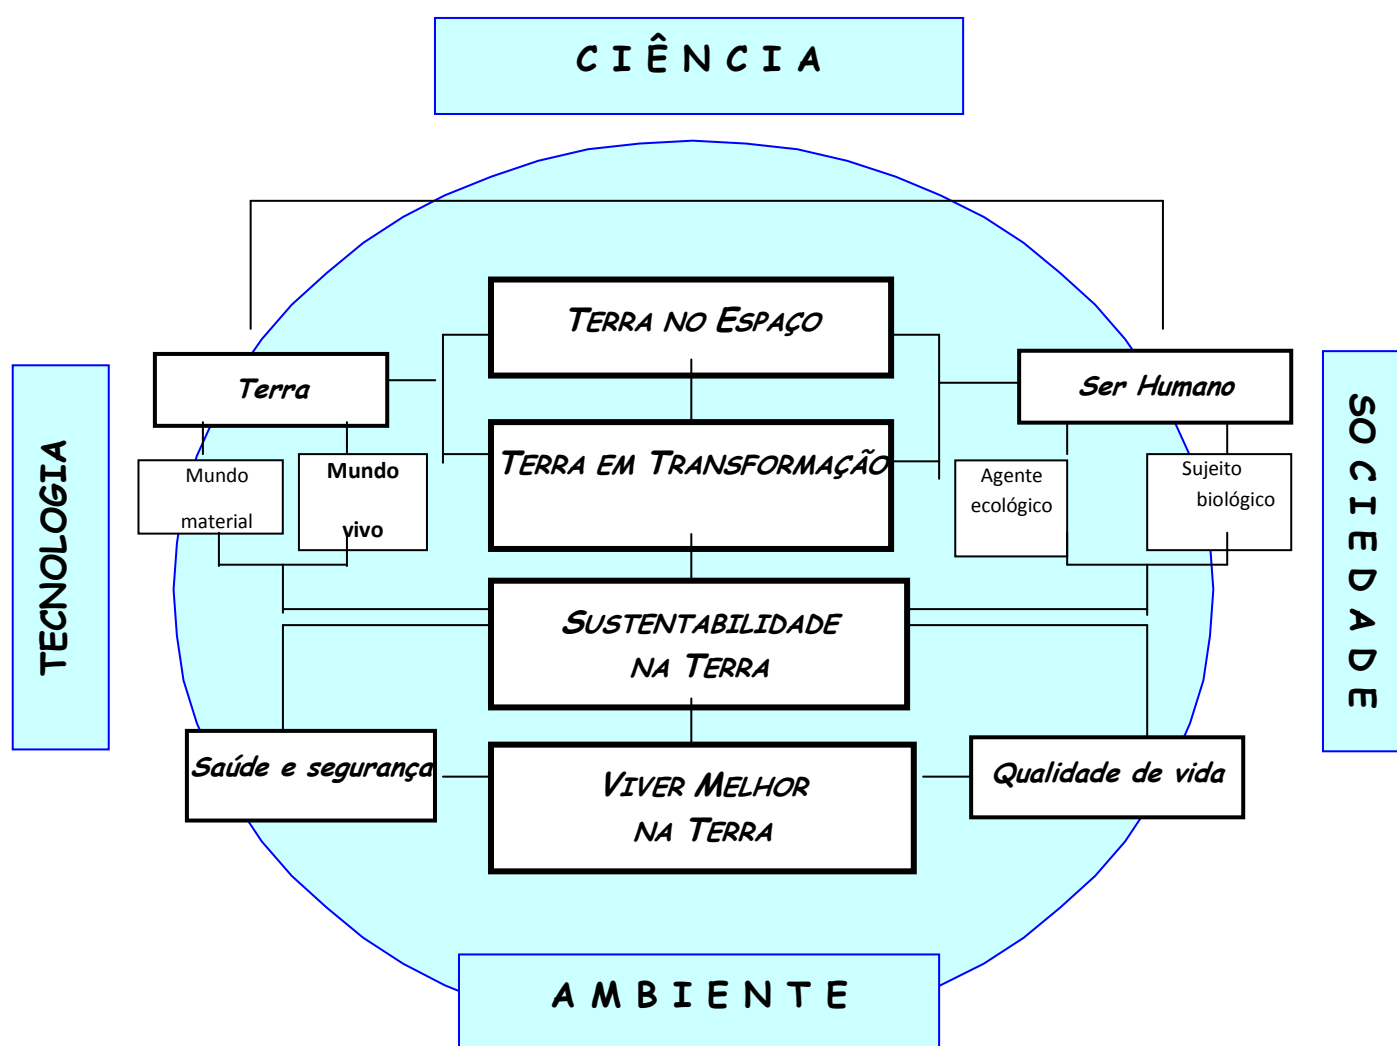 CIÊNCIA
TERRA NO ESPAÇO
Terra
Ser Humano
TECNOLOGIA
SOCIEDADE
TERRA EM TRANSFORMAÇÃO
Mundo
material
Mundo
vivo
Agente
ecológico
Sujeito
biológico
SUSTENTABILIDADE
NA TERRA
Saúde e segurança
VIVER MELHOR
NA TERRA
Qualidade de vida
AMBIENTE